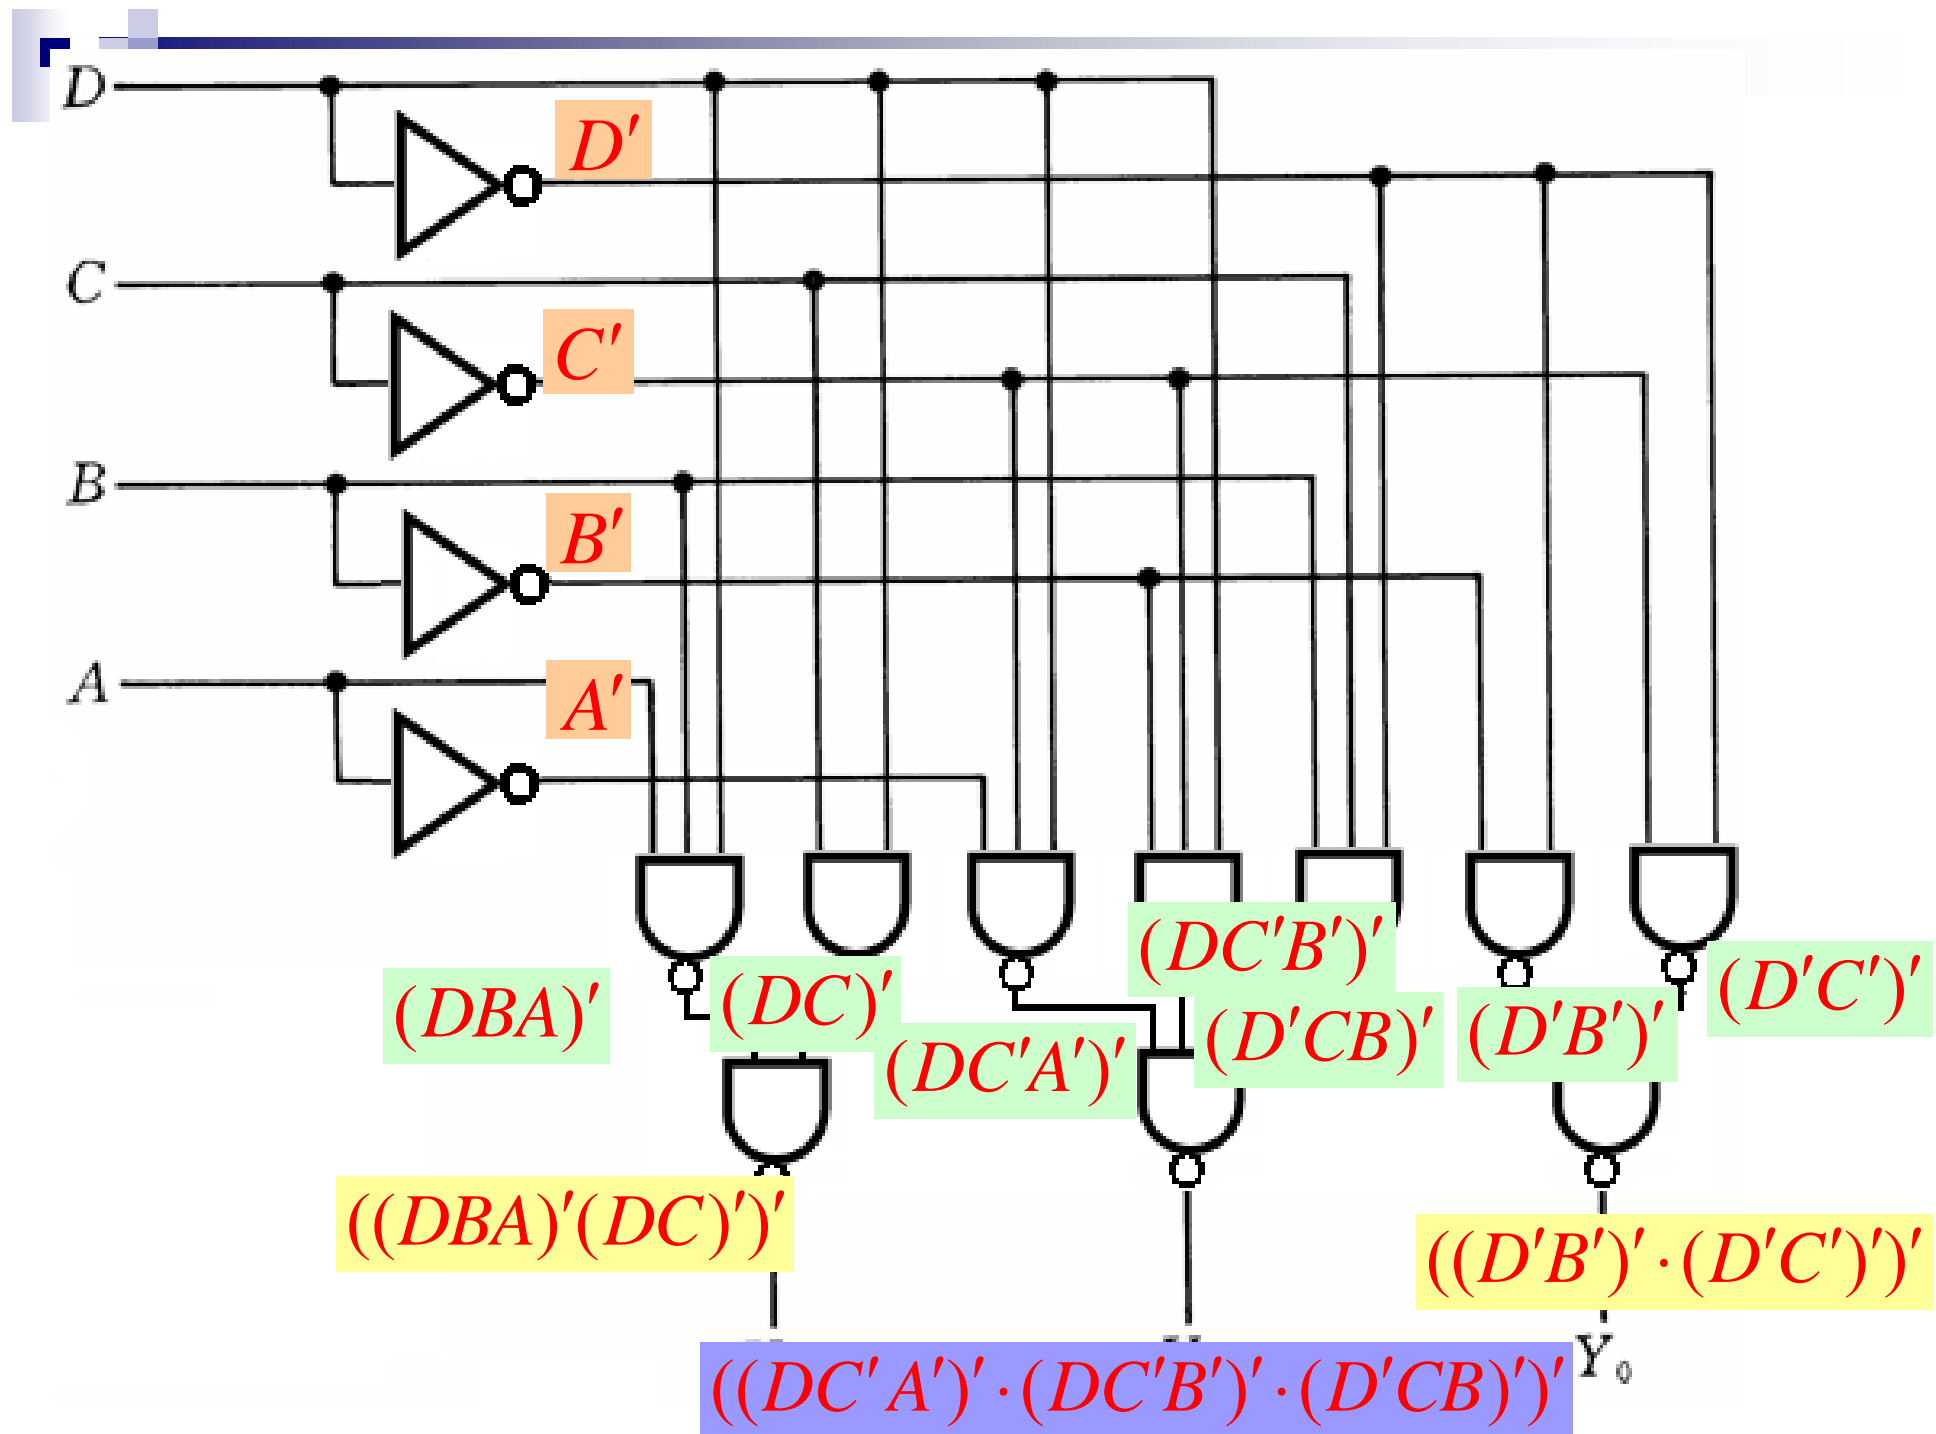 D
D′
C
C′
B
B′
A
A′
(DC′B′)′
(DBA)′
(DC)′
(D′C′)′
(DC′A′)′
(D′CB)′
(D′B′)′
((DBA)′(DC)′)′
((D′B′)′·(D′C′)′)′
((DC′A′)′·(DC′B′)′·(D′CB)′)′
Y₀